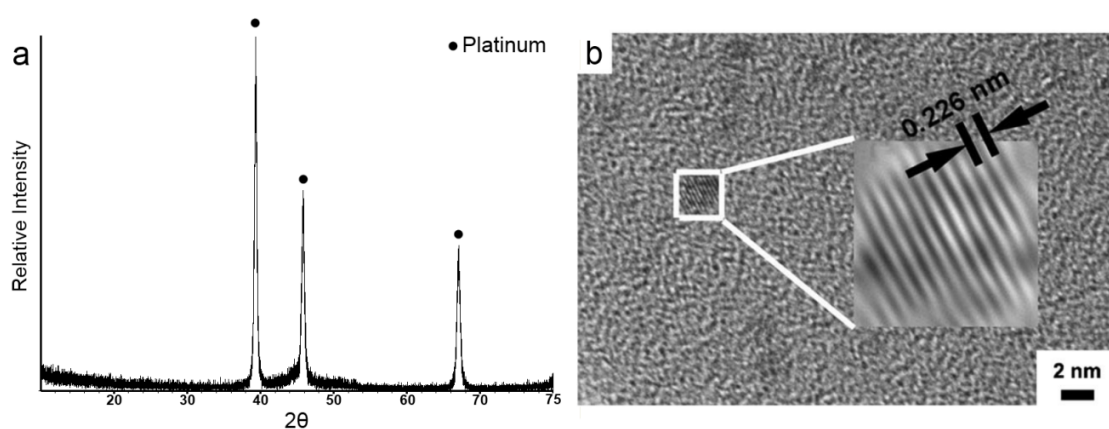 a
● Platinum
Relative Intensity
20 30 40 50 60 70 75
2θ
b
0.226 nm
2 nm